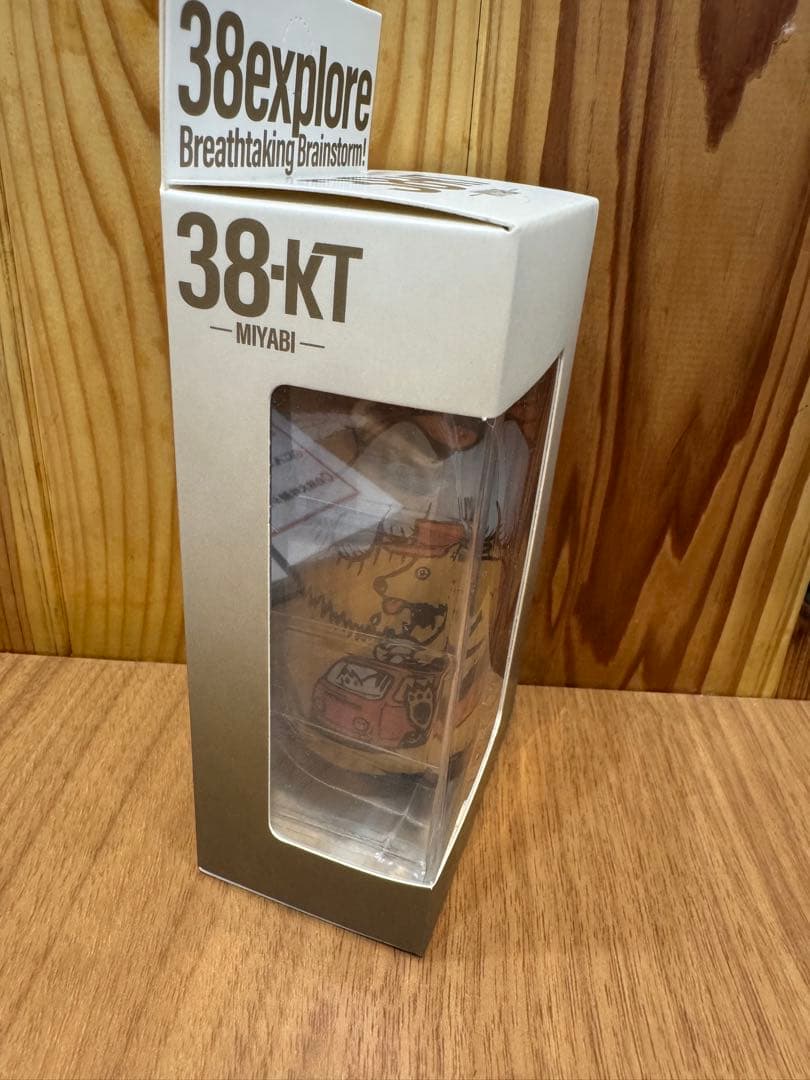 38explore
Breathtaking Brainstorm!
38-KT
—MIYABI—